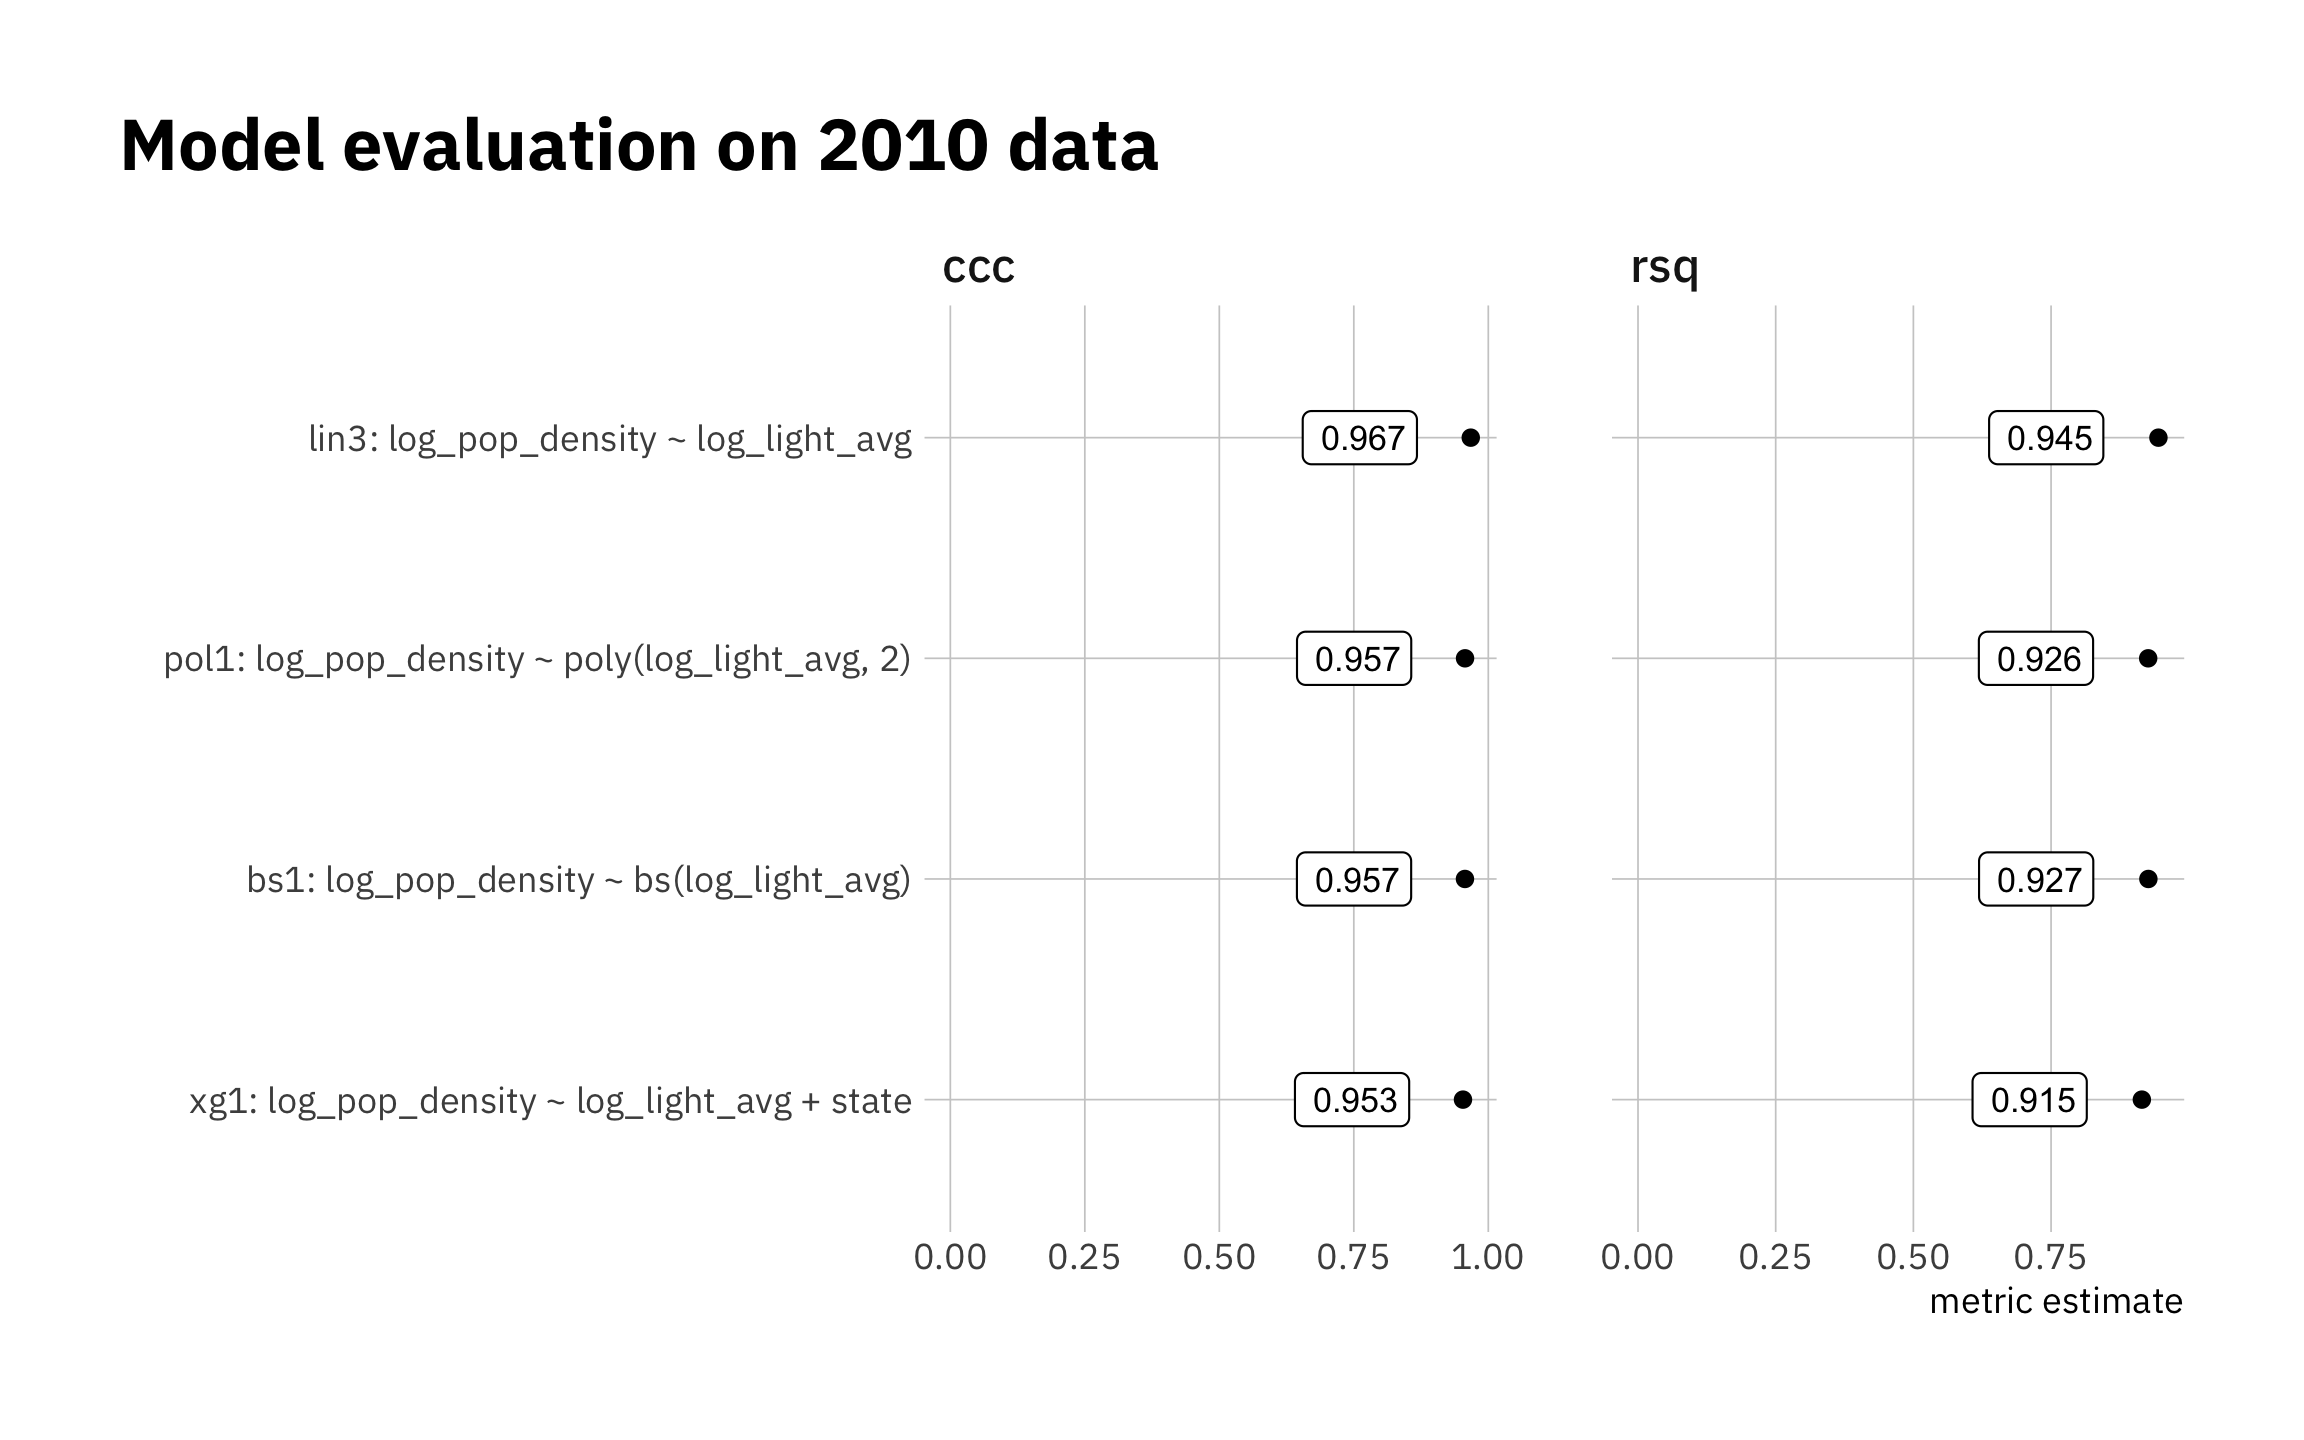 Model evaluation on 2010 data
ccc
rsq
lin3: log_pop_density ~ log_light_avg
0.967
0.945
pol1: log_pop_density ~ poly(log_light_avg, 2)
0.957
0.926
bs1: log_pop_density ~ bs(log_light_avg)
0.957
0.927
xg1: log_pop_density ~ log_light_avg + state
0.953
0.915
0.00 0.25 0.50 0.75 1.00
0.00 0.25 0.50 0.75
metric estimate